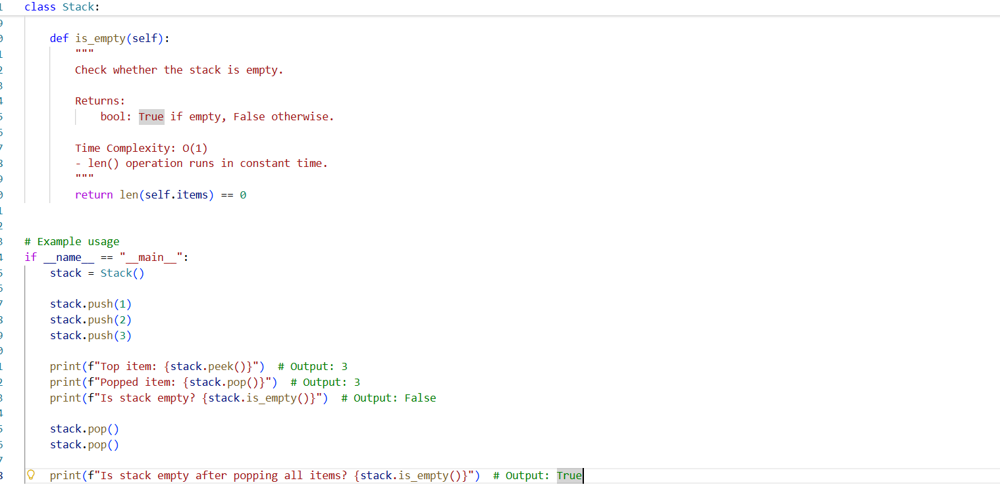 class Stack:
def is_empty(self):
"""
Check whether the stack is empty.
Returns:
bool: True if empty, False otherwise.
Time Complexity: O(1)
- len() operation runs in constant time.
"""
return len(self.items) == 0
# Example usage
if __name__ == "__main__":
stack = Stack()
stack.push(1)
stack.push(2)
stack.push(3)
print(f"Top item: {stack.peek()}")  # Output: 3
print(f"Popped item: {stack.pop()}")  # Output: 3
print(f"Is stack empty? {stack.is_empty()}")  # Output: False
stack.pop()
stack.pop()
print(f"Is stack empty after popping all items? {stack.is_empty()}")  # Output: True